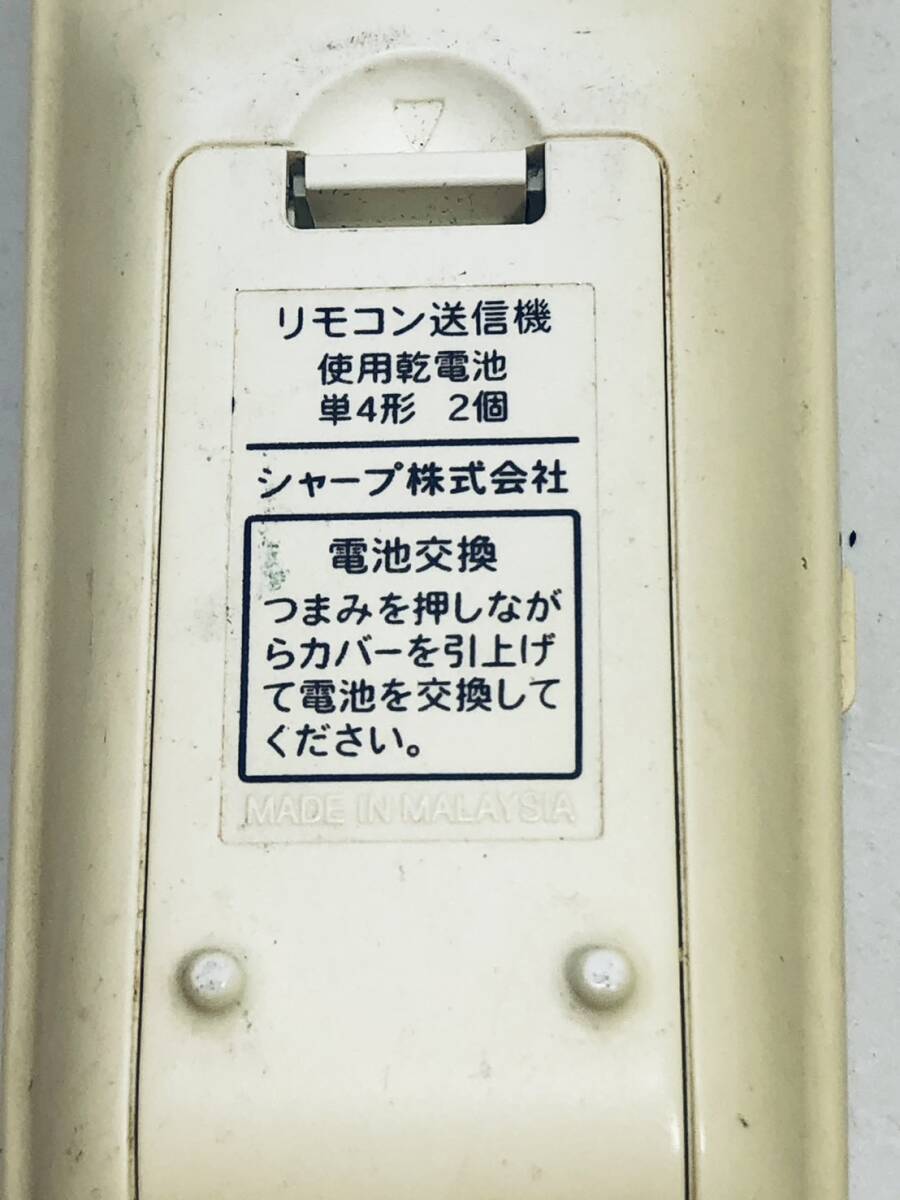 リモコン送信機
使用乾電池
単4形 2個
シャープ株式会社
電池交換
つまみを押しなが
らカバーを引上げ
て電池を交換して
ください。
MADE IN MALAYSIA